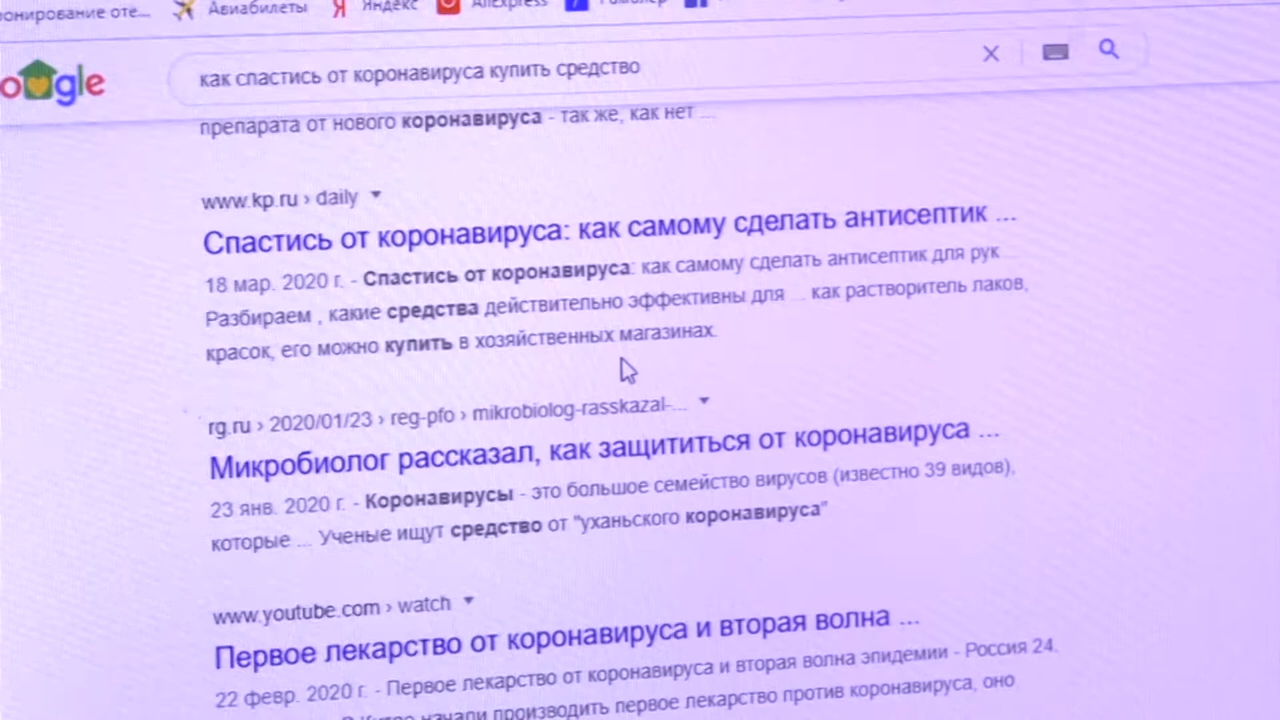 онирование оте...
Авиабилеты
Яндекс
AliExpress
oogle
как спастись от коронавируса купить средство
препарата от нового коронавируса - так же, как нет ...
www.kp.ru › daily
Спастись от коронавируса: как самому сделать антисептик ...
18 мар. 2020 г. - Спастись от коронавируса: как самому сделать антисептик для рук
Разбираем , какие средства действительно эффективны для ... как растворитель лаков,
красок, его можно купить в хозяйственных магазинах.
rg.ru › 2020/01/23 › reg-pfo › mikrobiolog-rasskazal-...
Микробиолог рассказал, как защититься от коронавируса ...
23 янв. 2020 г. - Коронавирусы - это большое семейство вирусов (известно 39 видов),
которые ... Ученые ищут средство от "уханьского коронавируса"
www.youtube.com › watch
Первое лекарство от коронавируса и вторая волна ...
22 февр. 2020 г. - Первое лекарство от коронавируса и вторая волна эпидемии - Россия 24.
В Китае начали производить первое лекарство против коронавируса, оно